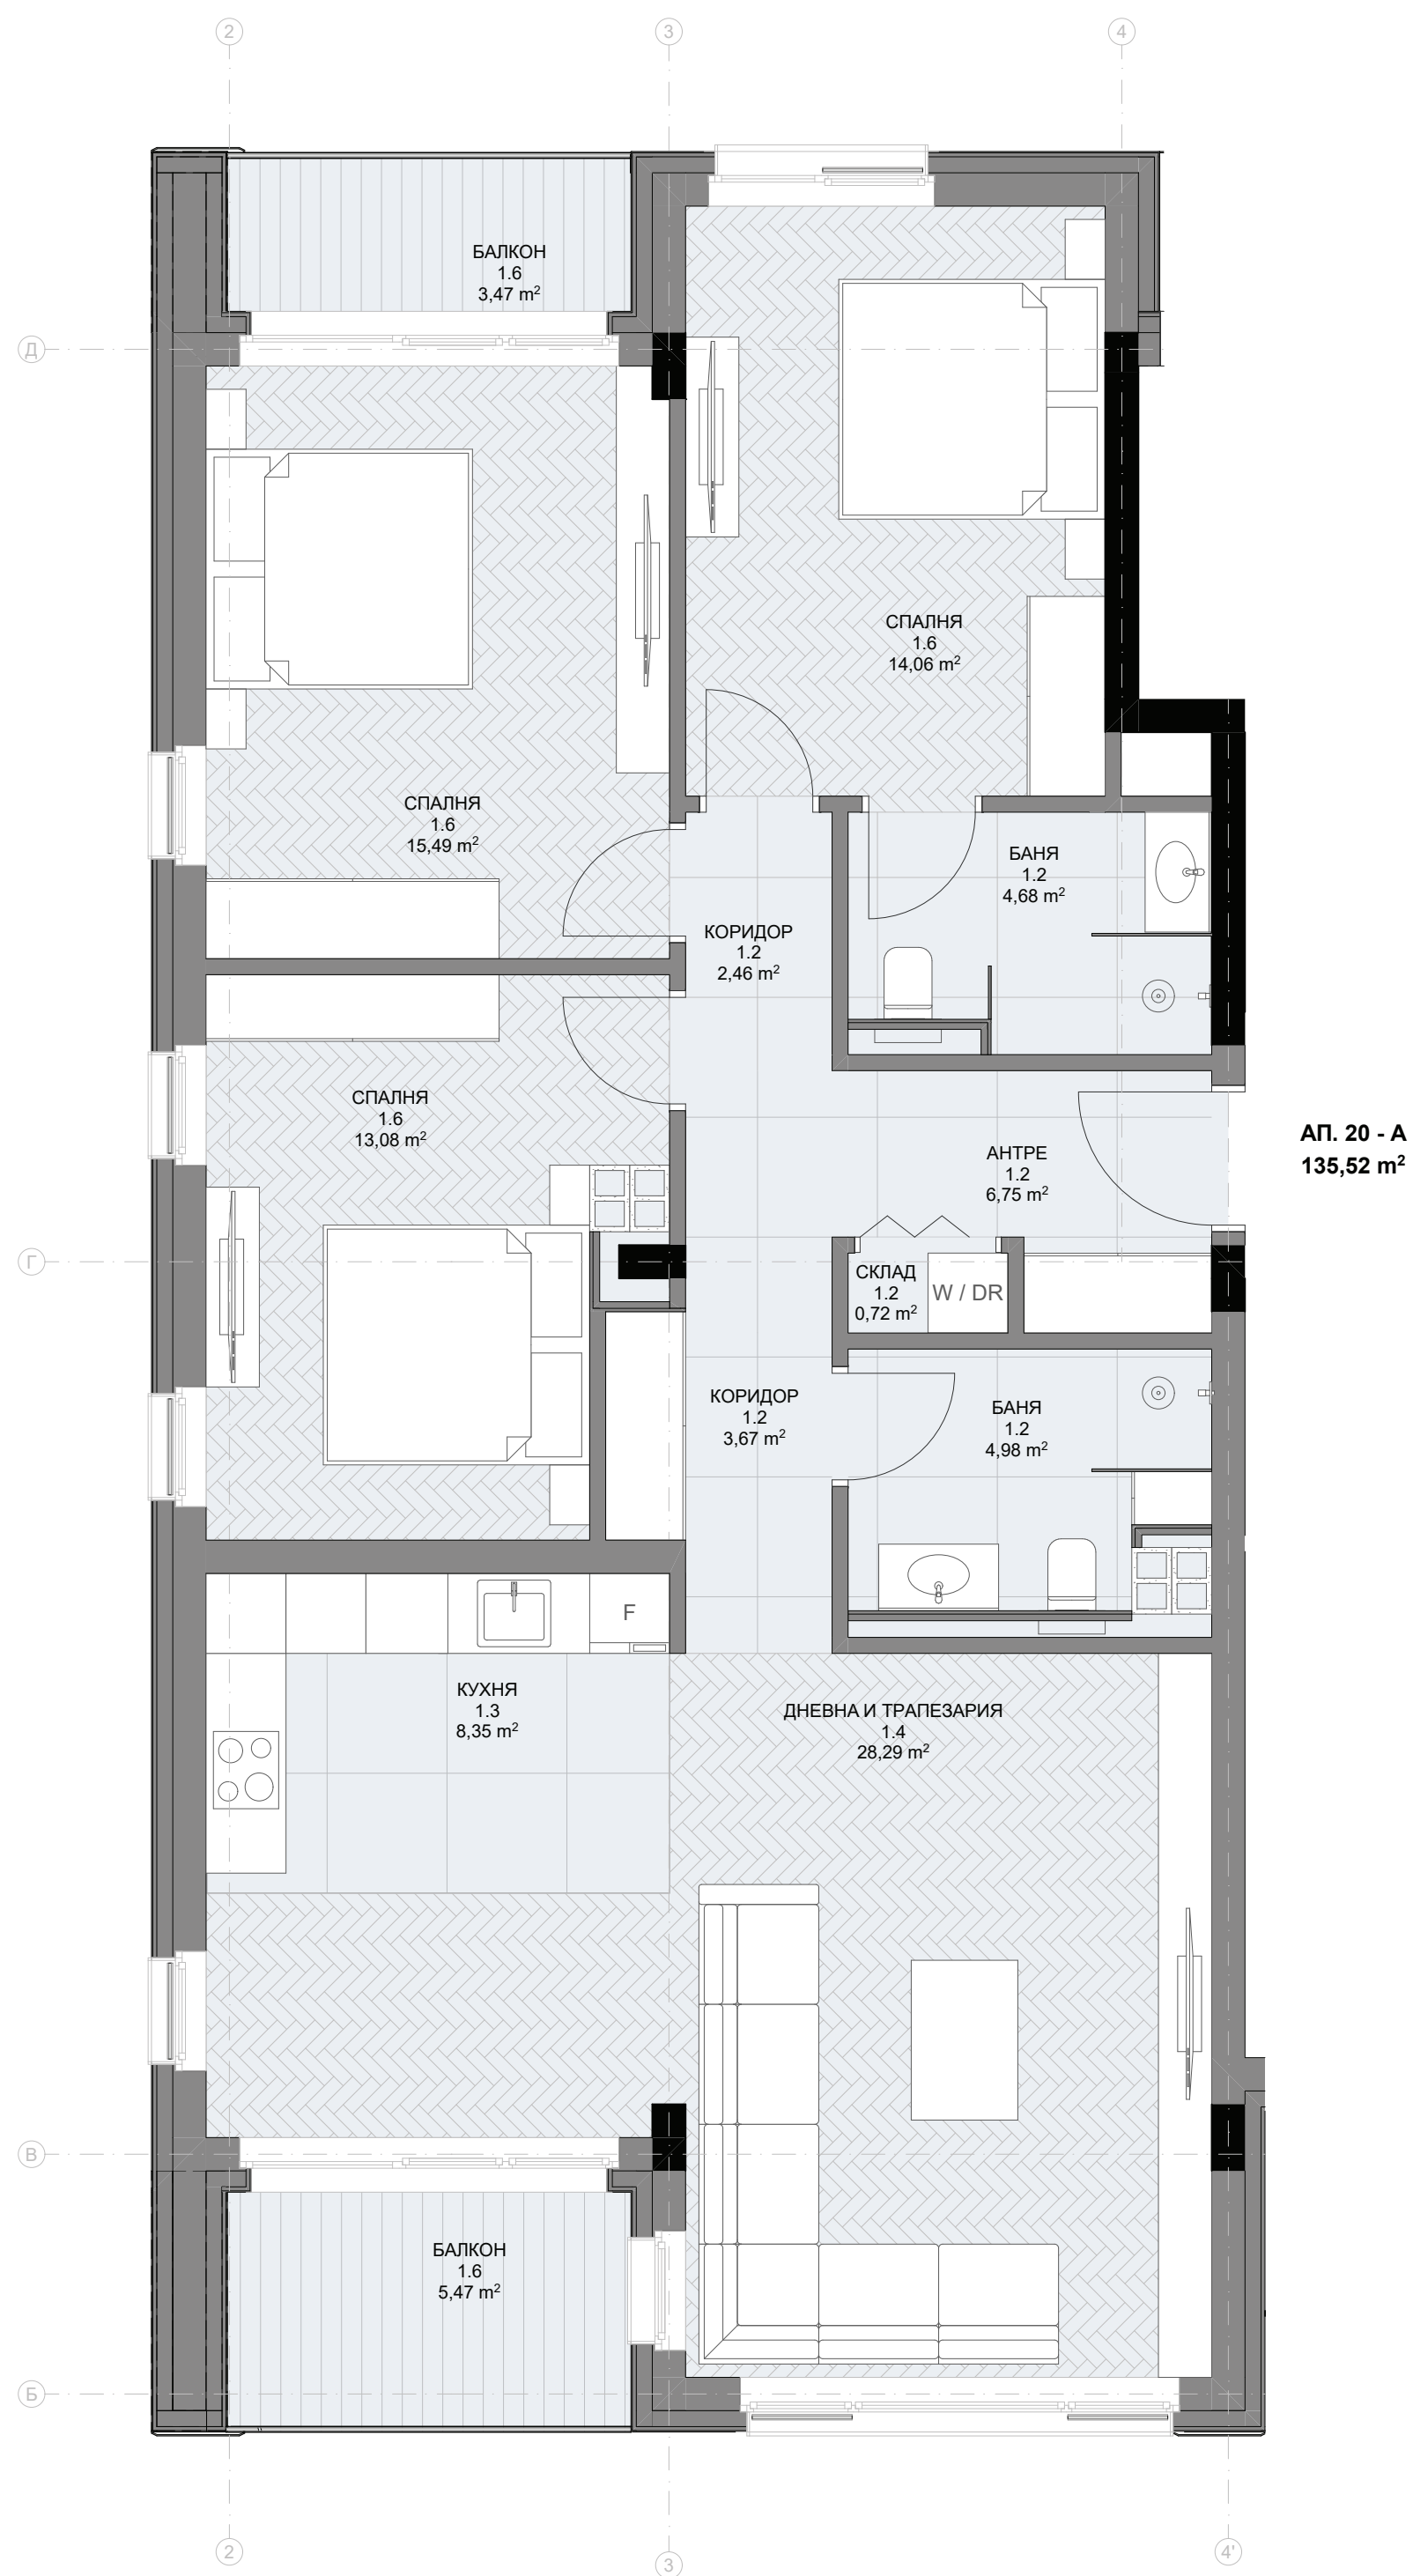 2
3
4
БАЛКОН
1.6
3,47 m²
Д
СПАЛНЯ
1.6
14,06 m²
СПАЛНЯ
1.6
15,49 m²
БАНЯ
1.2
4,68 m²
КОРИДОР
1.2
2,46 m²
СПАЛНЯ
1.6
13,08 m²
АП. 20 - А
135,52 m²
АНТРЕ
1.2
6,75 m²
Г
СКЛАД
1.2
0,72 m²
W / DR
КОРИДОР
1.2
3,67 m²
БАНЯ
1.2
4,98 m²
F
КУХНЯ
1.3
8,35 m²
ДНЕВНА И ТРАПЕЗАРИЯ
1.4
28,29 m²
В
БАЛКОН
1.6
5,47 m²
Б
2
3
4'